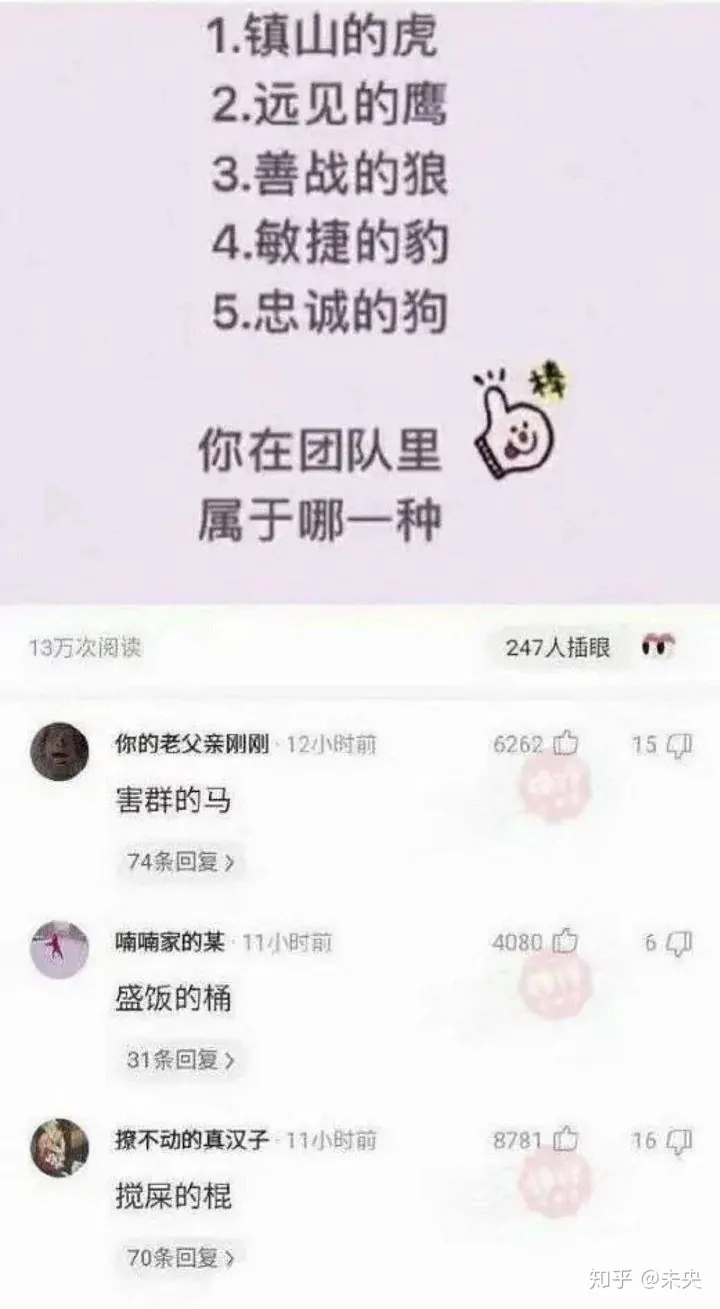 1.镇山的虎
2.远见的鹰
3.善战的狼
4.敏捷的豹
5.忠诚的狗
棒
你在团队里
属于哪一种
13万次阅读
247人插眼
你的老父亲刚刚 · 12小时前 6262 15
害群的马
74条回复 >
喃喃家的某 · 11小时前 4080 6
盛饭的桶
31条回复 >
撩不动的真汉子 · 11小时前 8781 16
搅屎的棍
70条回复 >
知乎 @未央